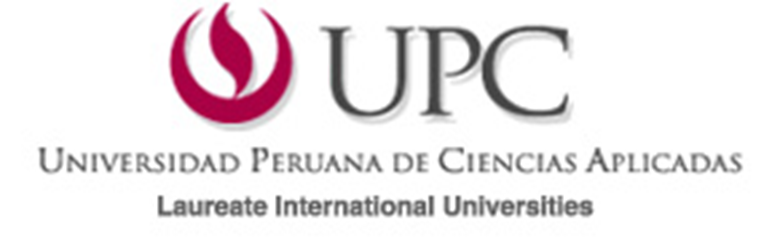 UPC
UNIVERSIDAD PERUANA DE CIENCIAS APLICADAS
Laureate International Universities